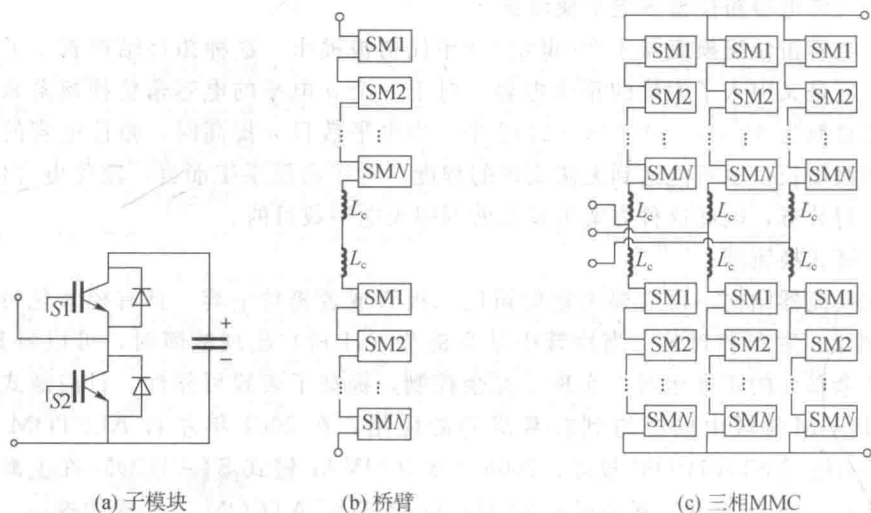 S1
S2
+
−
(a) 子模块
SM1
SM2
⋮
SMN
Lc
Lc
SM1
SM2
⋮
SMN
(b) 桥臂
SM1 SM1 SM1
SM2 SM2 SM2
⋮ ⋮ ⋮
SMN SMN SMN
Lc Lc Lc
Lc Lc Lc
SM1 SM1 SM1
SM2 SM2 SM2
⋮ ⋮ ⋮
SMN SMN SMN
(c) 三相MMC